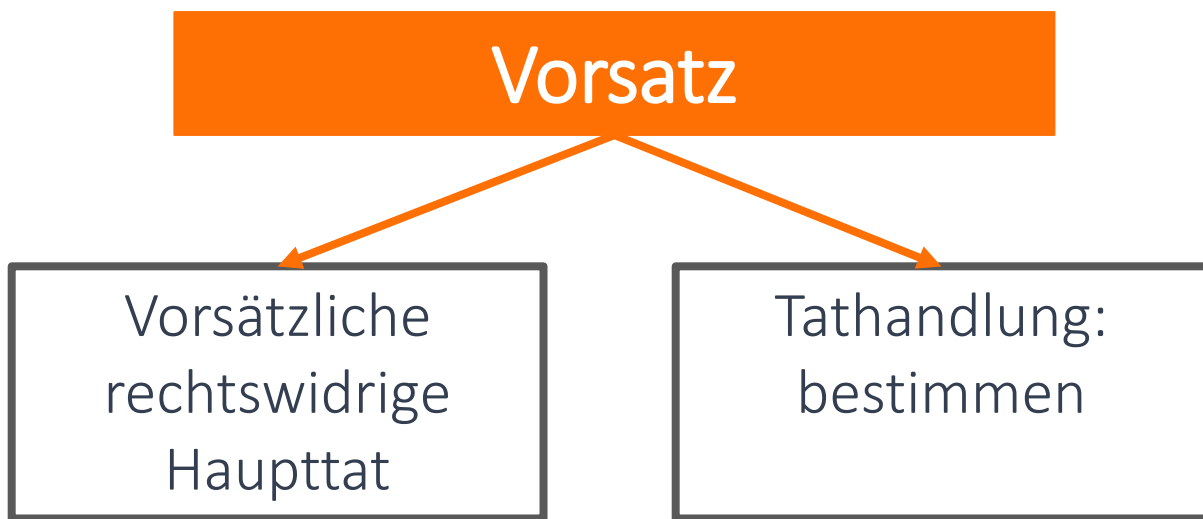 Vorsatz
Vorsätzliche
rechtswidrige
Haupttat
Tathandlung:
bestimmen